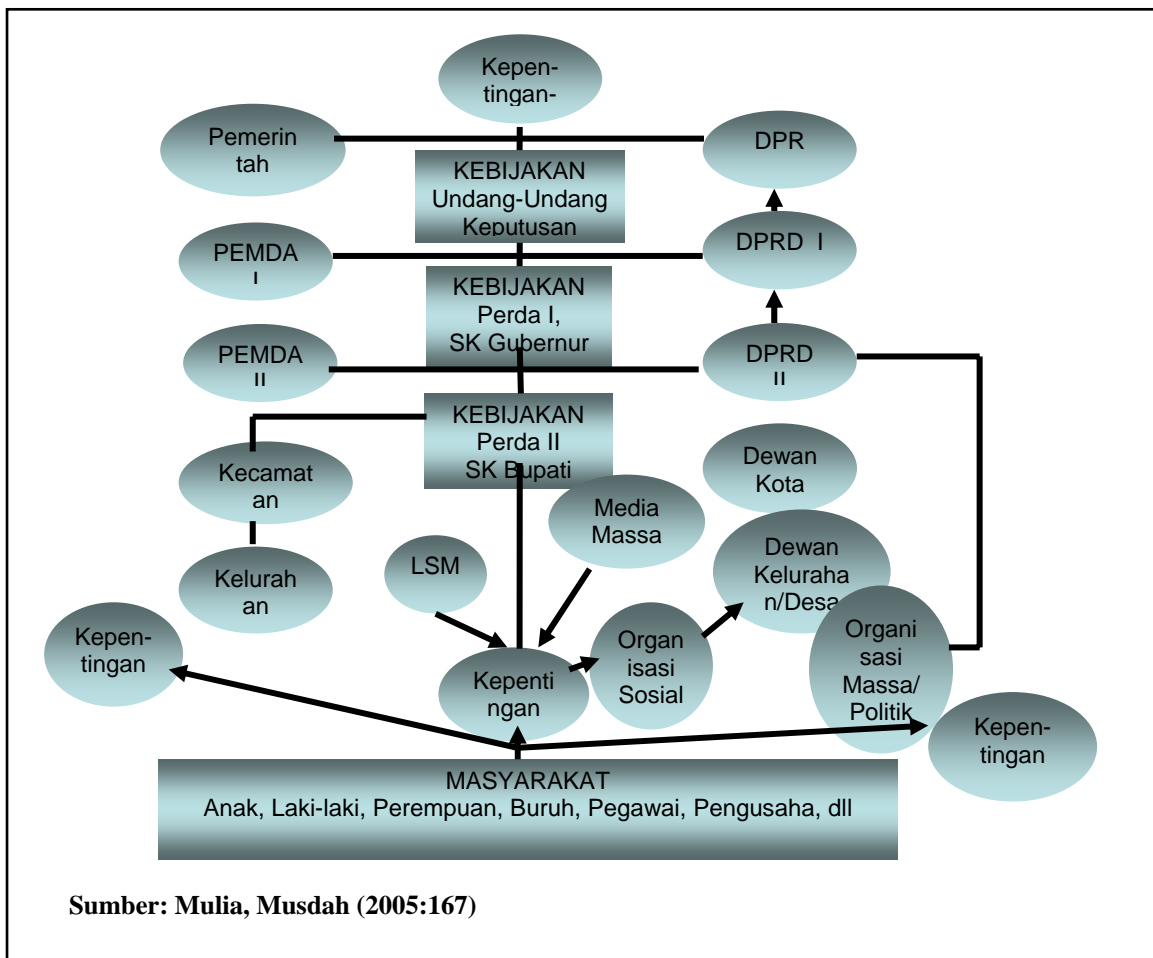 Kepen-
tingan-
Pemerin
tah
DPR
KEBIJAKAN
Undang-Undang
Keputusan
PEMDA
I
DPRD I
KEBIJAKAN
Perda I,
SK Gubernur
PEMDA
II
DPRD
II
KEBIJAKAN
Perda II
SK Bupati
Kecamat
an
Dewan
Kota
Media
Massa
LSM
Dewan
Keluraha
n/Desa
Kelurah
an
Kepen-
tingan
Kepenti
ngan
Organ
isasi
Sosial
Organi
sasi
Massa/
Politik
Kepen-
tingan
MASYARAKAT
Anak, Laki-laki, Perempuan, Buruh, Pegawai, Pengusaha, dll
Sumber: Mulia, Musdah (2005:167)